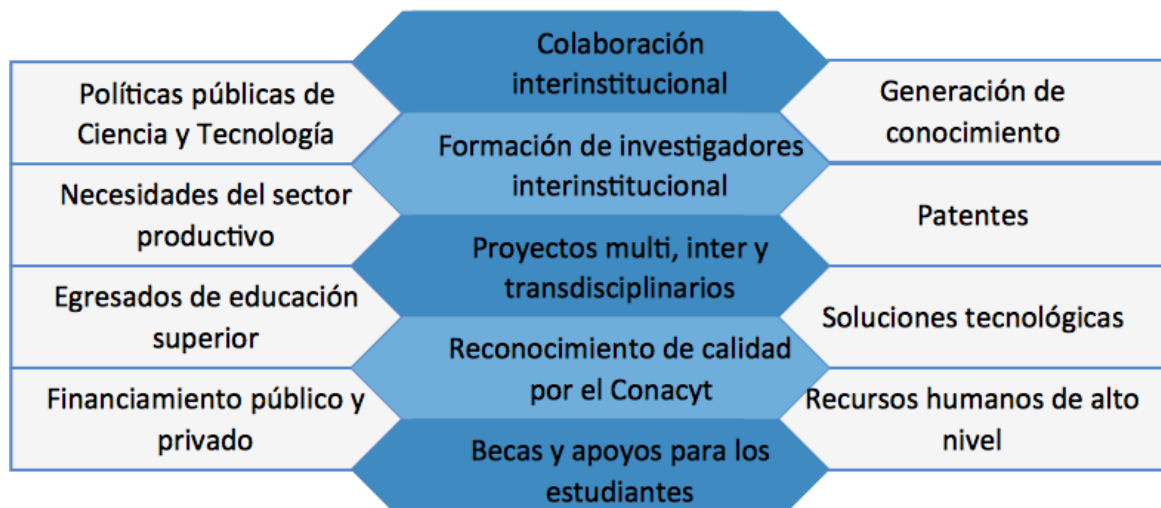 Colaboración
interinstitucional
Políticas públicas de
Ciencia y Tecnología
Generación de
conocimiento
Formación de investigadores
interinstitucional
Necesidades del sector
productivo
Patentes
Proyectos multi, inter y
transdisciplinarios
Egresados de educación
superior
Soluciones tecnológicas
Reconocimiento de calidad
por el Conacyt
Financiamiento público y
privado
Recursos humanos de alto
nivel
Becas y apoyos para los
estudiantes